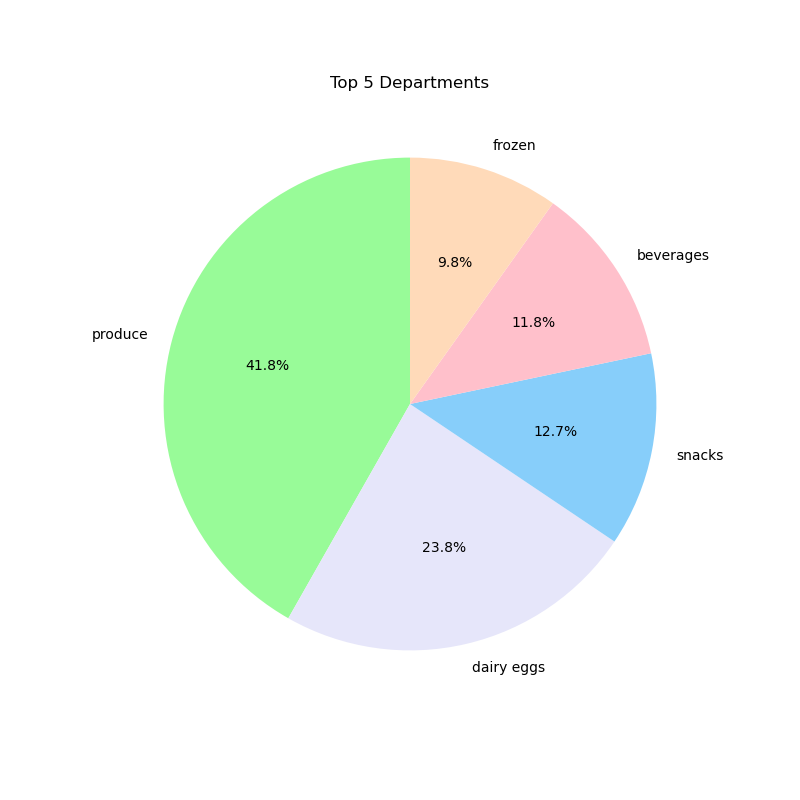 Top 5 Departments
frozen
9.8%
beverages
11.8%
produce
41.8%
snacks
12.7%
dairy eggs
23.8%